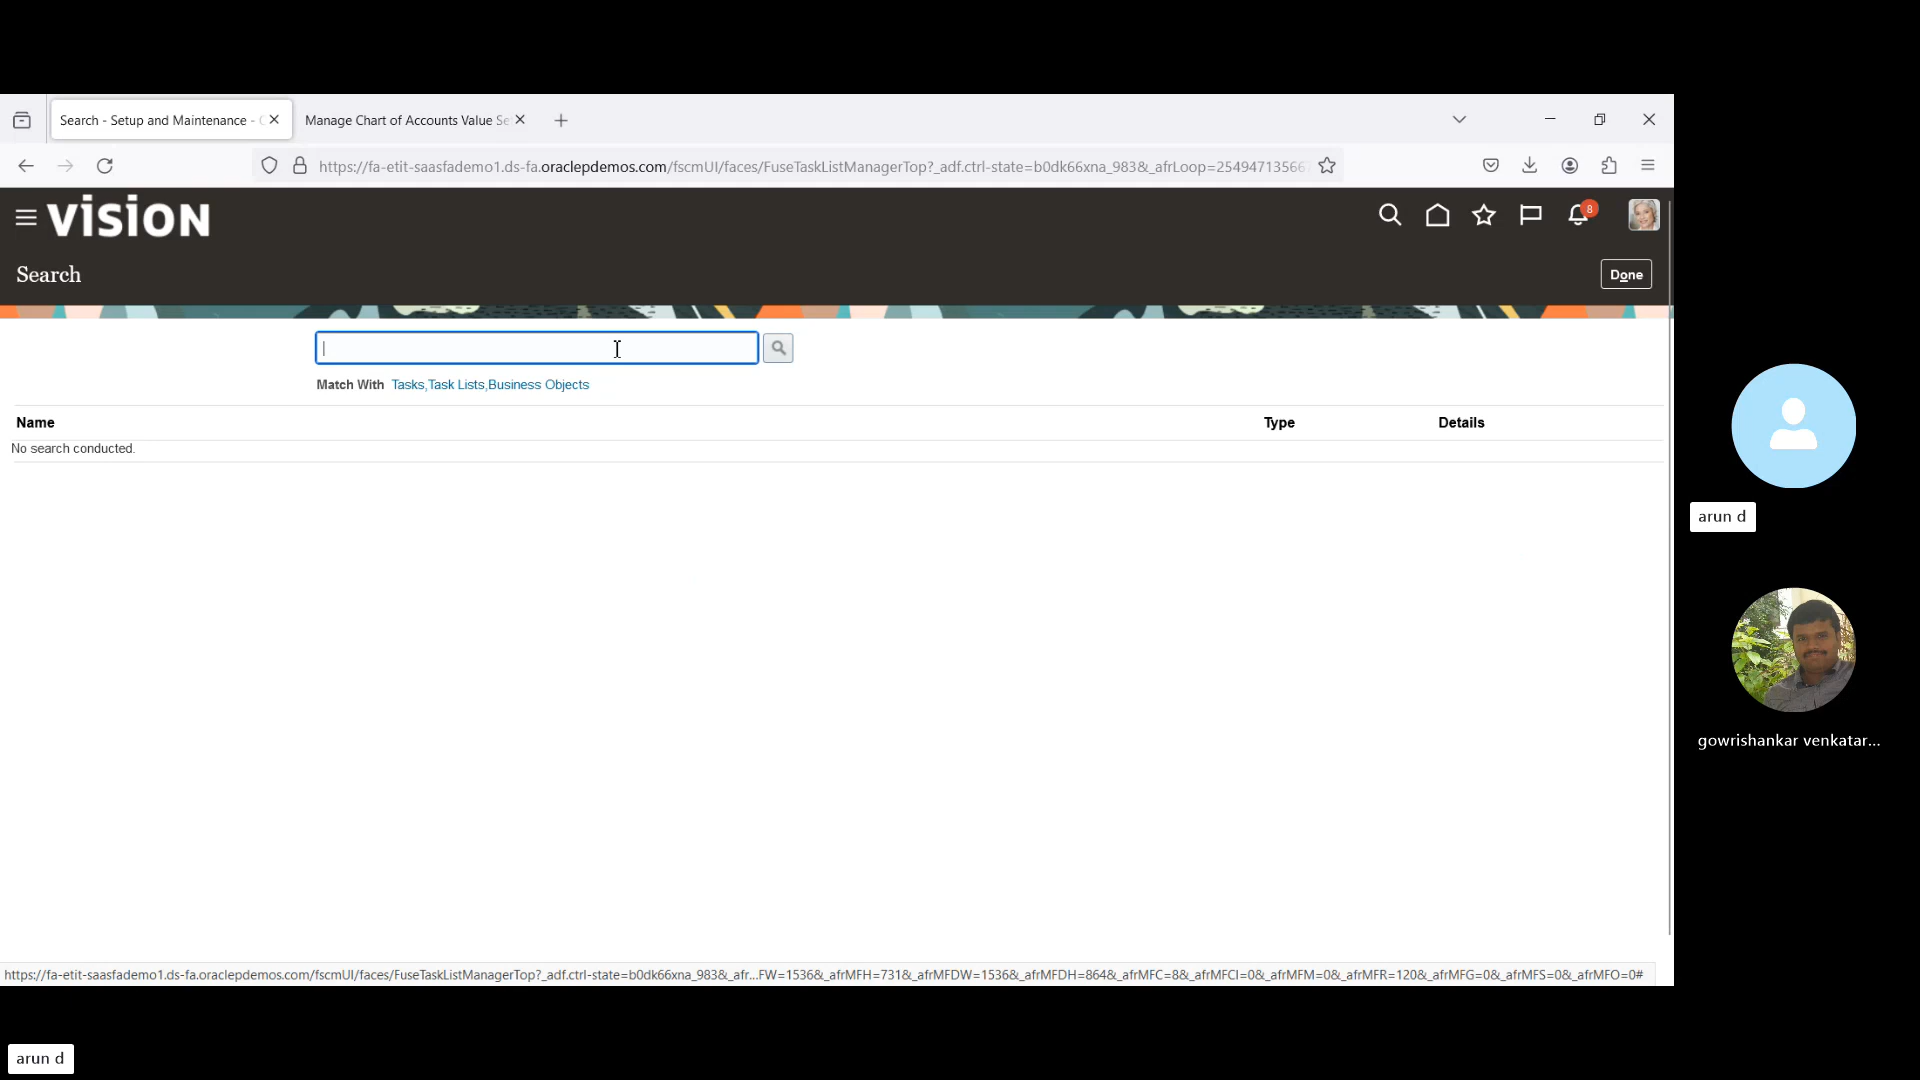 Search - Setup and Maintenance - 
Manage Chart of Accounts Value Se
https://fa-etit-saasfademo1.ds-fa.oraclepdemos.com/fscmUI/faces/FuseTaskListManagerTop?_adf.ctrl-state=b0dk66xna_983&_afrLoop=2549471356
vision
8
Search
Done
Match With Tasks,Task Lists,Business Objects
Name Type Details
No search conducted.
arun d
gowrishankar venkatar...
https://fa-etit-saasfademo1.ds-fa.oraclepdemos.com/fscmUI/faces/FuseTaskListManagerTop?_adf.ctrl-state=b0dk66xna_983&_afr...FW=1536&_afrMFH=731&_afrMFDW=1536&_afrMFDH=864&_afrMFC=8&_afrMFCI=0&_afrMFM=0&_afrMFR=120&_afrMFG=0&_afrMFS=0&_afrMFO=0#
arun d